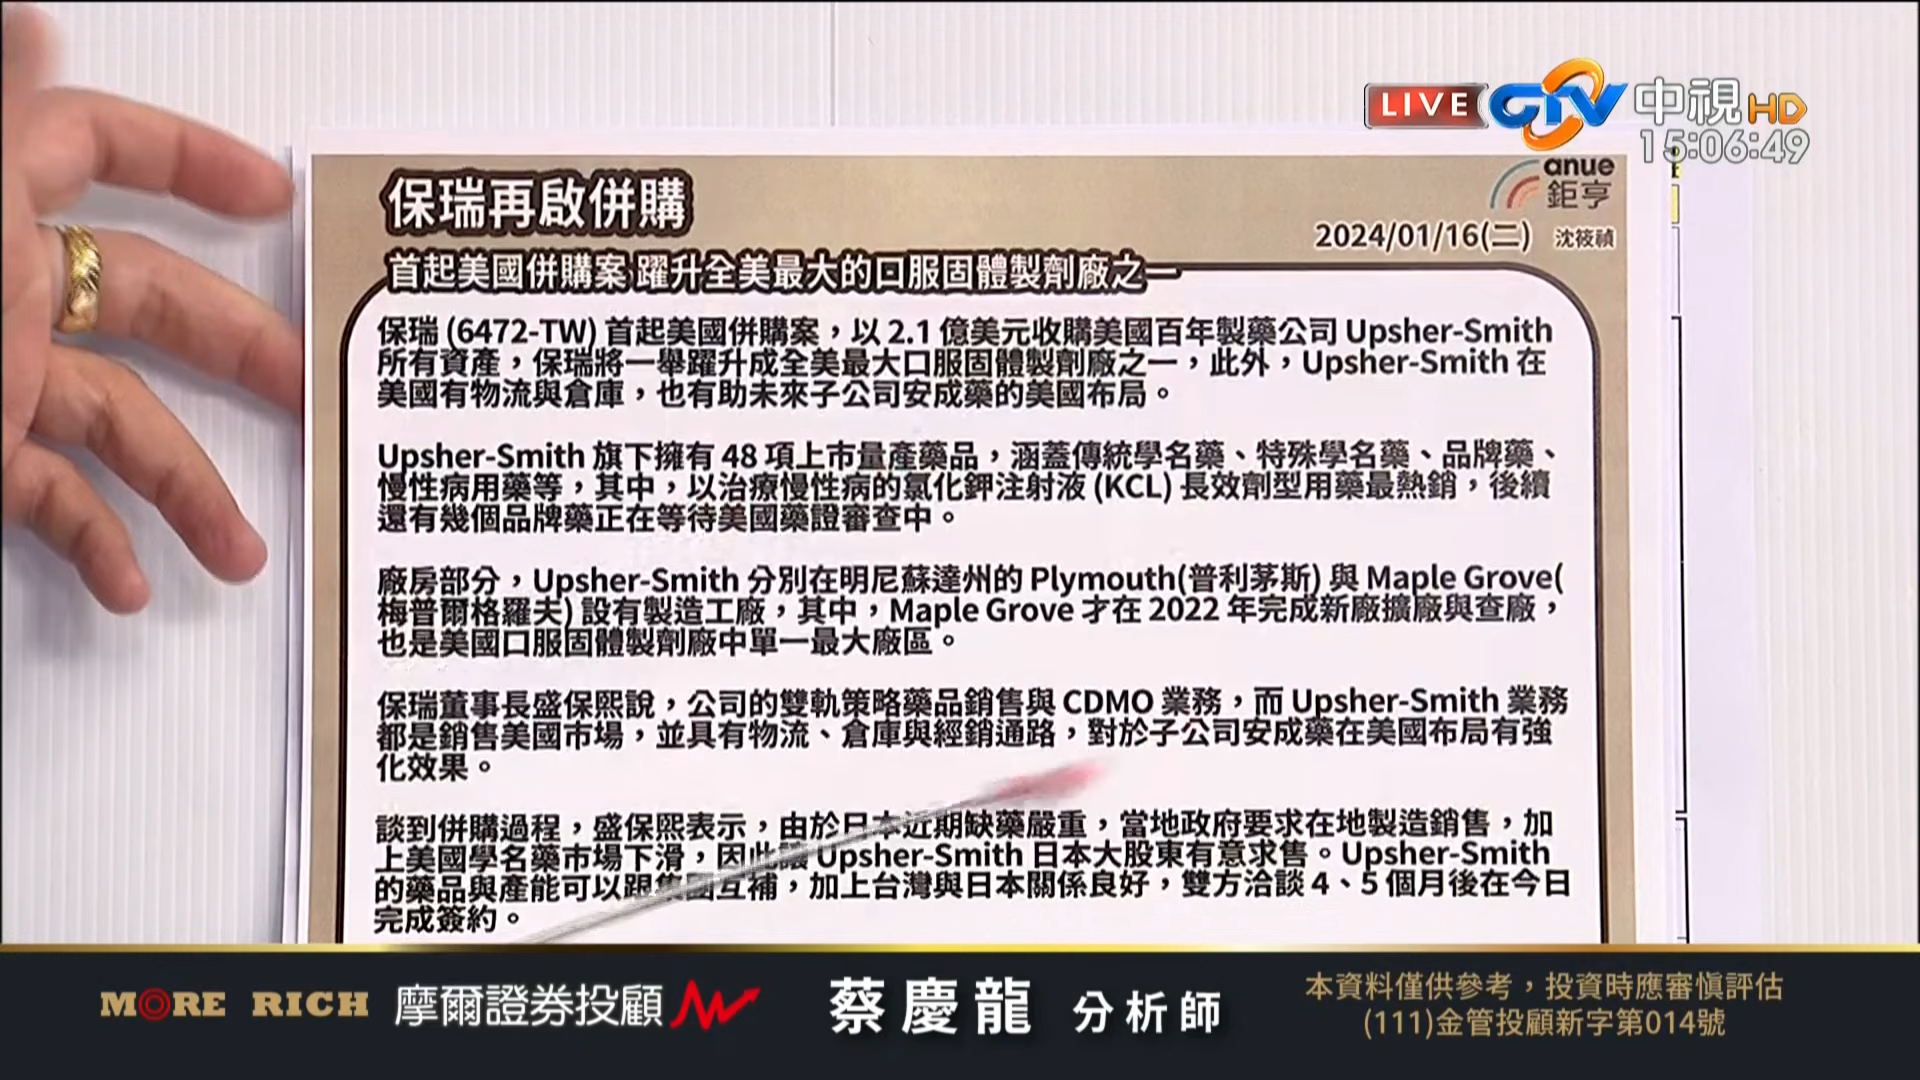 LIVE CTV 中視 HD
15:06:49
anue
鉅亨
保瑞再啟併購
2024/01/16(二) 沈筱禎
首起美國併購案 躍升全美最大的口服固體製劑廠之一
保瑞 (6472-TW) 首起美國併購案，以 2.1 億美元收購美國百年製藥公司 Upsher-Smith
所有資產，保瑞將一舉躍升成全美最大口服固體製劑廠之一，此外，Upsher-Smith 在
美國有物流與倉庫，也有助未來子公司安成藥的美國布局。
Upsher-Smith 旗下擁有 48 項上市量產藥品，涵蓋傳統學名藥、特殊學名藥、品牌藥、
慢性病用藥等，其中，以治療慢性病的氯化鉀注射液 (KCL) 長效劑型用藥最熱銷，後續
還有幾個品牌藥正在等待美國藥證審查中。
廠房部分，Upsher-Smith 分別在明尼蘇達州的 Plymouth(普利茅斯) 與 Maple Grove(
梅普爾格羅夫) 設有製造工廠，其中，Maple Grove 才在 2022 年完成新廠擴廠與查廠，
也是美國口服固體製劑廠中單一最大廠區。
保瑞董事長盛保熙說，公司的雙軌策略藥品銷售與 CDMO 業務，而 Upsher-Smith 業務
都是銷售美國市場，並具有物流、倉庫與經銷通路，對於子公司安成藥在美國布局有強
化效果。
談到併購過程，盛保熙表示，由於日本近期缺藥嚴重，當地政府要求在地製造銷售，加
上美國學名藥市場下滑，因此讓 Upsher-Smith 日本大股東有意求售。Upsher-Smith
的藥品與產能可以跟集團互補，加上台灣與日本關係良好，雙方洽談 4、5 個月後在今日
完成簽約。
MORE RICH 摩爾證券投顧 蔡慶龍 分析師
本資料僅供參考，投資時應審慎評估
(111)金管投顧新字第014號